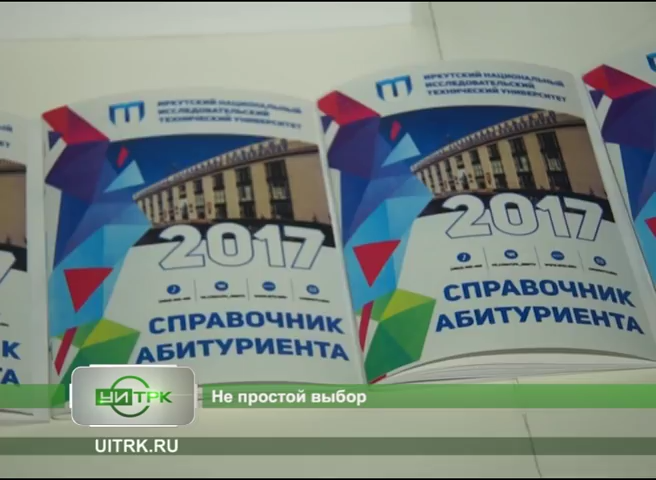 ИРКУТСКИЙ НАЦИОНАЛЬНЫЙ
ИССЛЕДОВАТЕЛЬСКИЙ
ТЕХНИЧЕСКИЙ УНИВЕРСИТЕТ
2017
СПРАВОЧНИК
АБИТУРИЕНТА
ИРКУТСКИЙ НАЦИОНАЛЬНЫЙ
ИССЛЕДОВАТЕЛЬСКИЙ
ТЕХНИЧЕСКИЙ УНИВЕРСИТЕТ
2017
СПРАВОЧНИК
АБИТУРИЕНТА
УИТРК
Не простой выбор
UITRK.RU